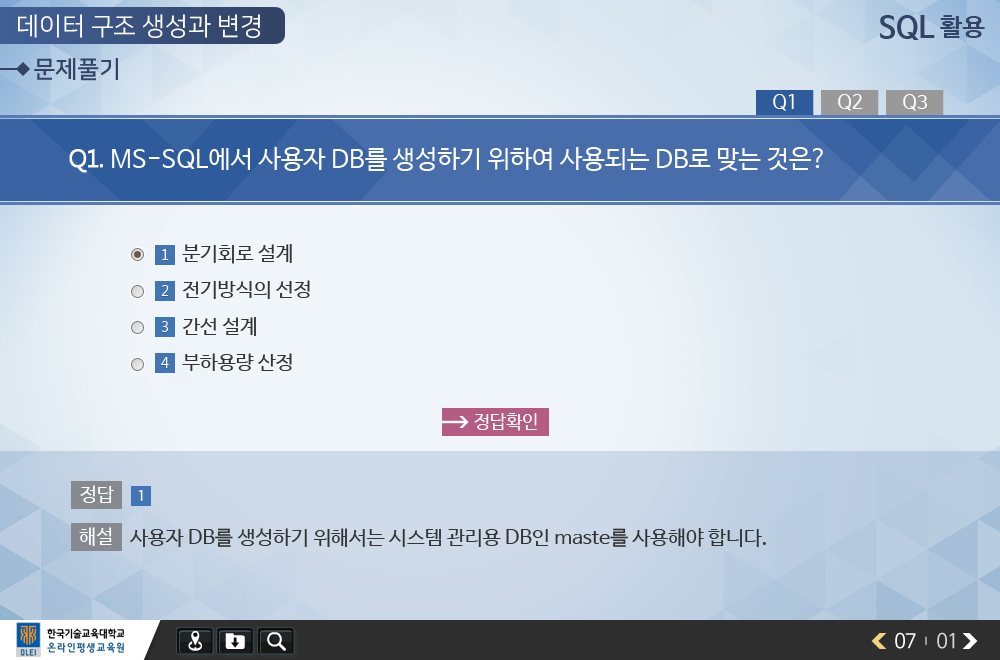 데이터 구조 생성과 변경
SQL 활용
문제풀기
Q1 Q2 Q3
Q1. MS-SQL에서 사용자 DB를 생성하기 위하여 사용되는 DB로 맞는 것은?
1 분기회로 설계
2 전기방식의 선정
3 간선 설계
4 부하용량 산정
정답확인
정답 1
해설 사용자 DB를 생성하기 위해서는 시스템 관리용 DB인 maste를 사용해야 합니다.
OLEI
한국기술교육대학교
온라인평생교육원
07 01